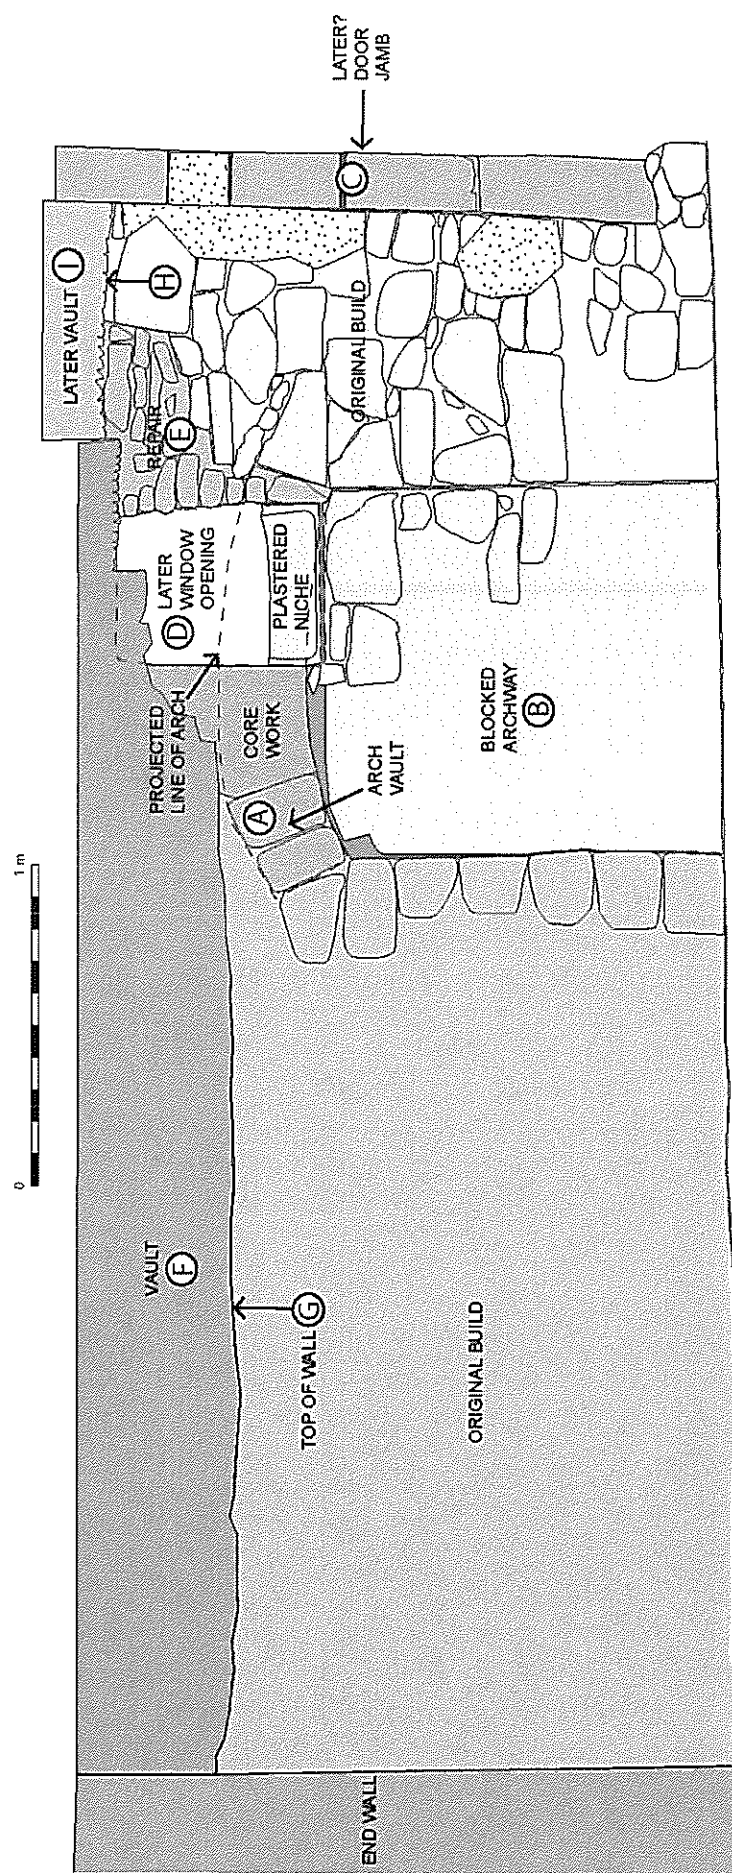 0
1 m
END WALL
VAULT
F
TOP OF WALL
G
ORIGINAL BUILD
PROJECTED
LINE OF ARCH
CORE
WORK
A
ARCH
VAULT
BLOCKED
ARCHWAY
B
D
LATER
WINDOW
OPENING
PLASTERED
NICHE
REPAIR
E
LATER VAULT
I
H
ORIGINAL BUILD
C
LATER?
DOOR
JAMB